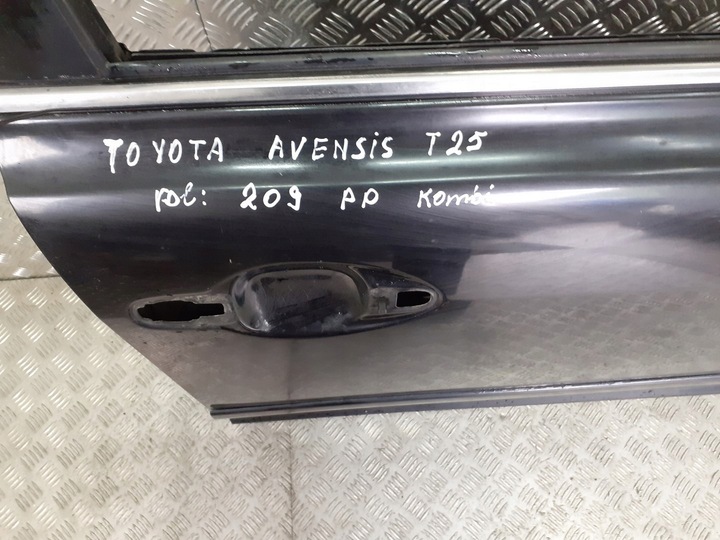 TOYOTA AVENSIS T25
kol: 209 PP Kombi